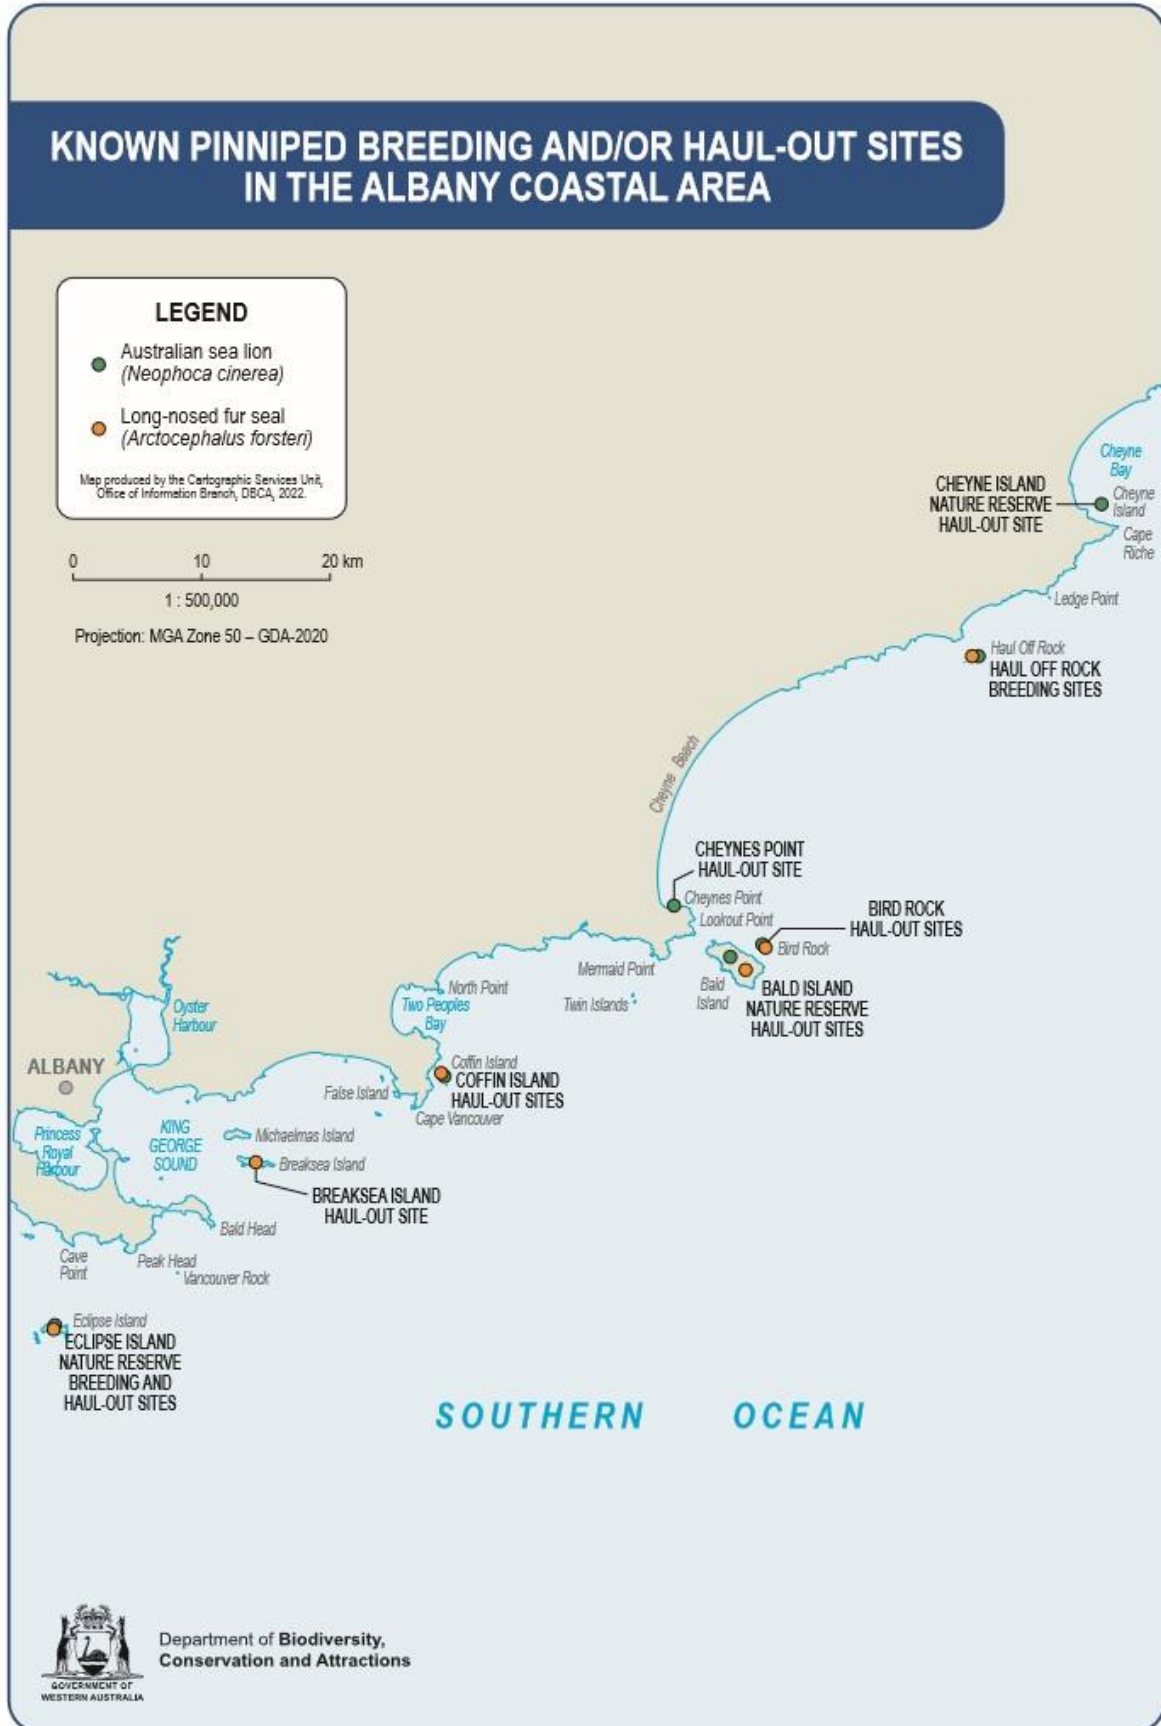 KNOWN PINNIPED BREEDING AND/OR HAUL-OUT SITES
IN THE ALBANY COASTAL AREA
LEGEND
Australian sea lion
(Neophoca cinerea)
Long-nosed fur seal
(Arctocephalus forsteri)
Map produced by the Cartographic Services Unit,
Office of Information Branch, DBCA, 2022.
0 10 20 km
1 : 500,000
Projection: MGA Zone 50 – GDA-2020
Cheyne
Bay
CHEYNE ISLAND
NATURE RESERVE
HAUL-OUT SITE
Cheyne
Island
Cape
Riche
Ledge Point
Haul Off Rock
HAUL OFF ROCK
BREEDING SITES
Cheyne Beach
CHEYNES POINT
HAUL-OUT SITE
Cheynes Point
Lookout Point
BIRD ROCK
HAUL-OUT SITES
Bird Rock
Mermaid Point
Twin Islands
Bald
Island
BALD ISLAND
NATURE RESERVE
HAUL-OUT SITES
North Point
Two Peoples
Bay
Oyster
Harbour
ALBANY
Coffin Island
COFFIN ISLAND
HAUL-OUT SITES
False Island
Cape Vancouver
Princess
Royal
Harbour
KING
GEORGE
SOUND
Michaelmas Island
Breaksea Island
BREAKSEA ISLAND
HAUL-OUT SITE
Bald Head
Cave
Point
Peak Head
Vancouver Rock
Eclipse Island
ECLIPSE ISLAND
NATURE RESERVE
BREEDING AND
HAUL-OUT SITES
SOUTHERN OCEAN
GOVERNMENT OF
WESTERN AUSTRALIA
Department of Biodiversity,
Conservation and Attractions